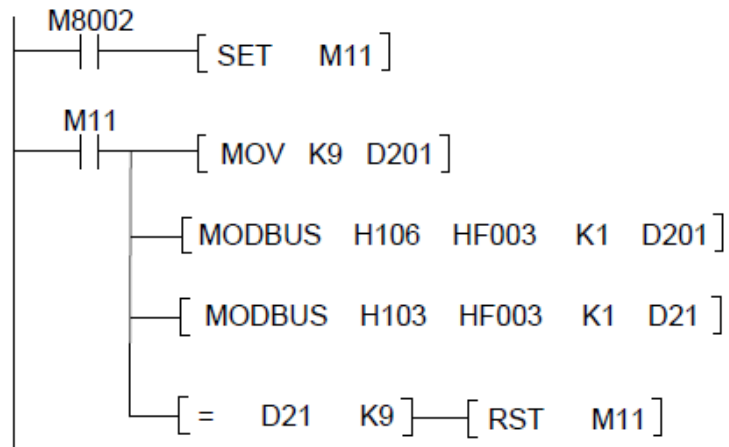 M8002
[ SET M11 ]
M11
[ MOV K9 D201 ]
[ MODBUS H106 HF003 K1 D201 ]
[ MODBUS H103 HF003 K1 D21 ]
[ = D21 K9 ] [ RST M11 ]